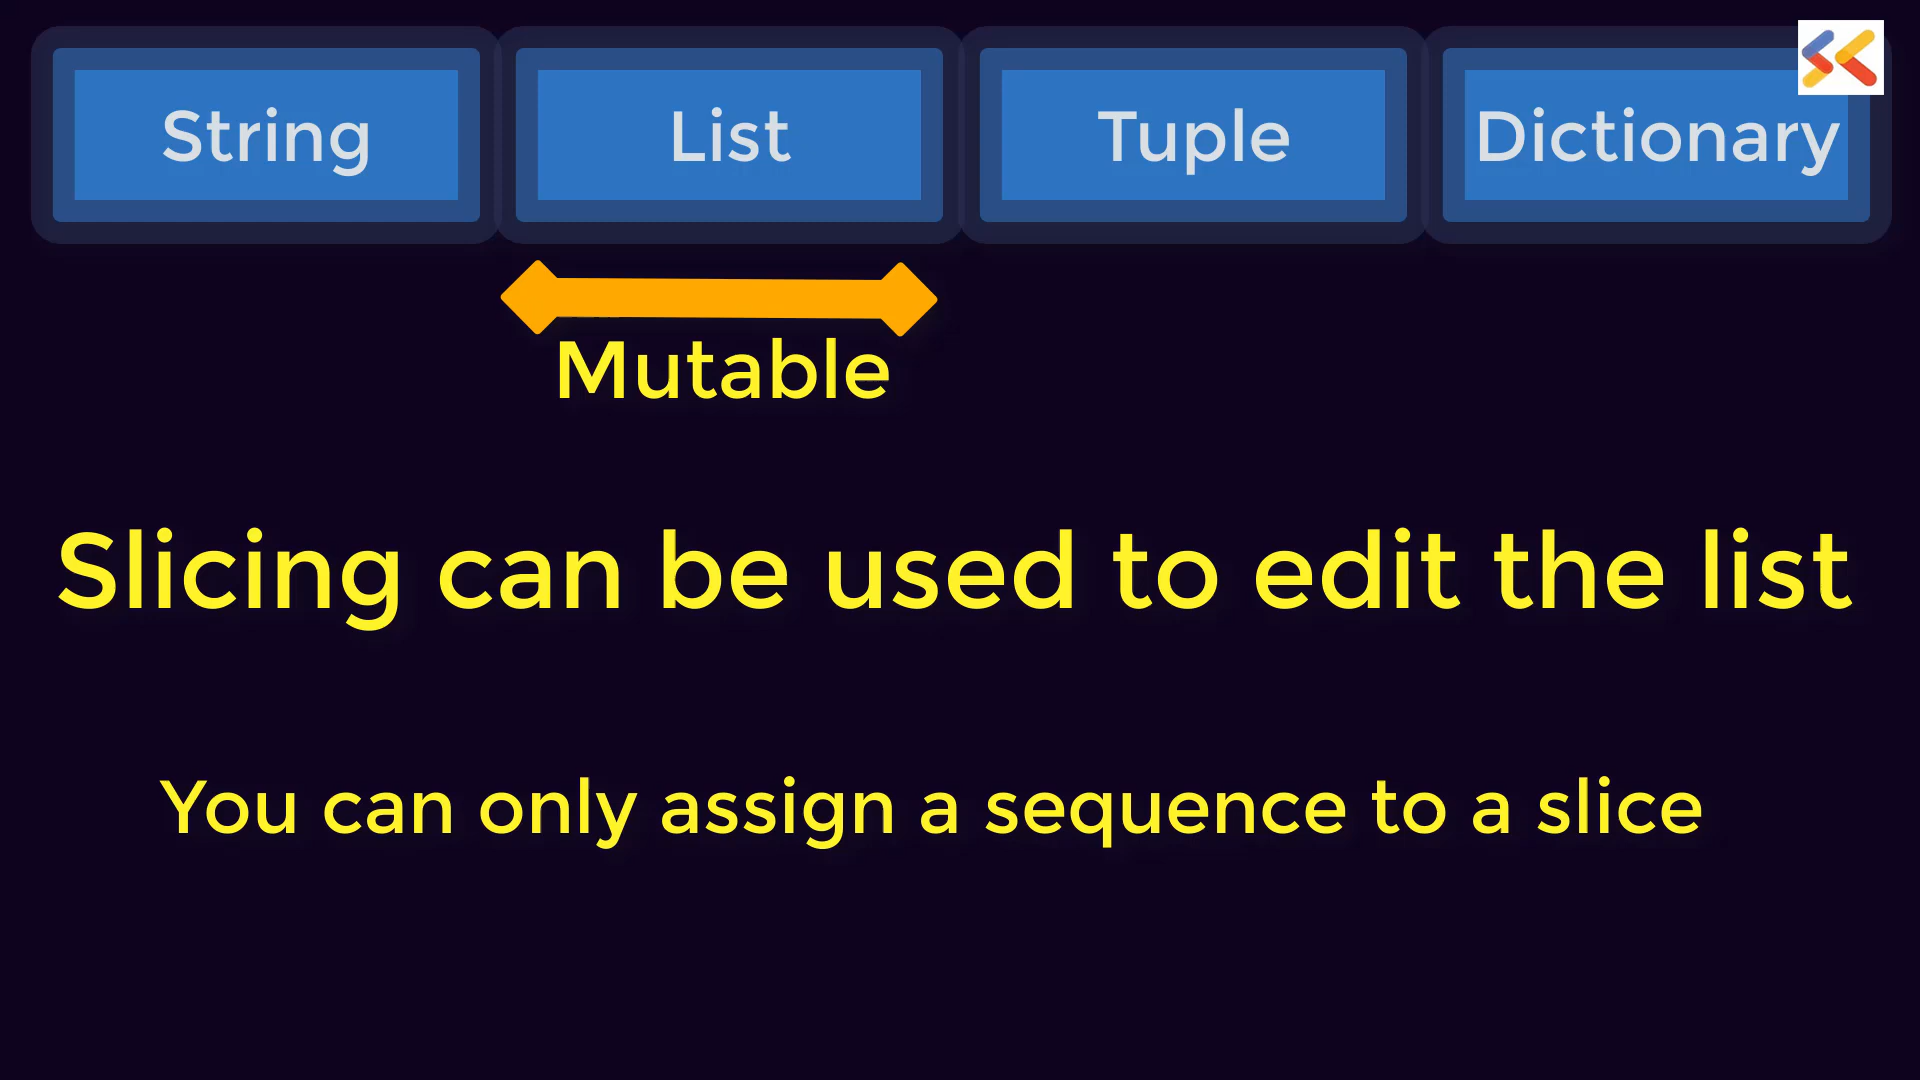 String
List
Tuple
Dictionary
Mutable
Slicing can be used to edit the list
You can only assign a sequence to a slice